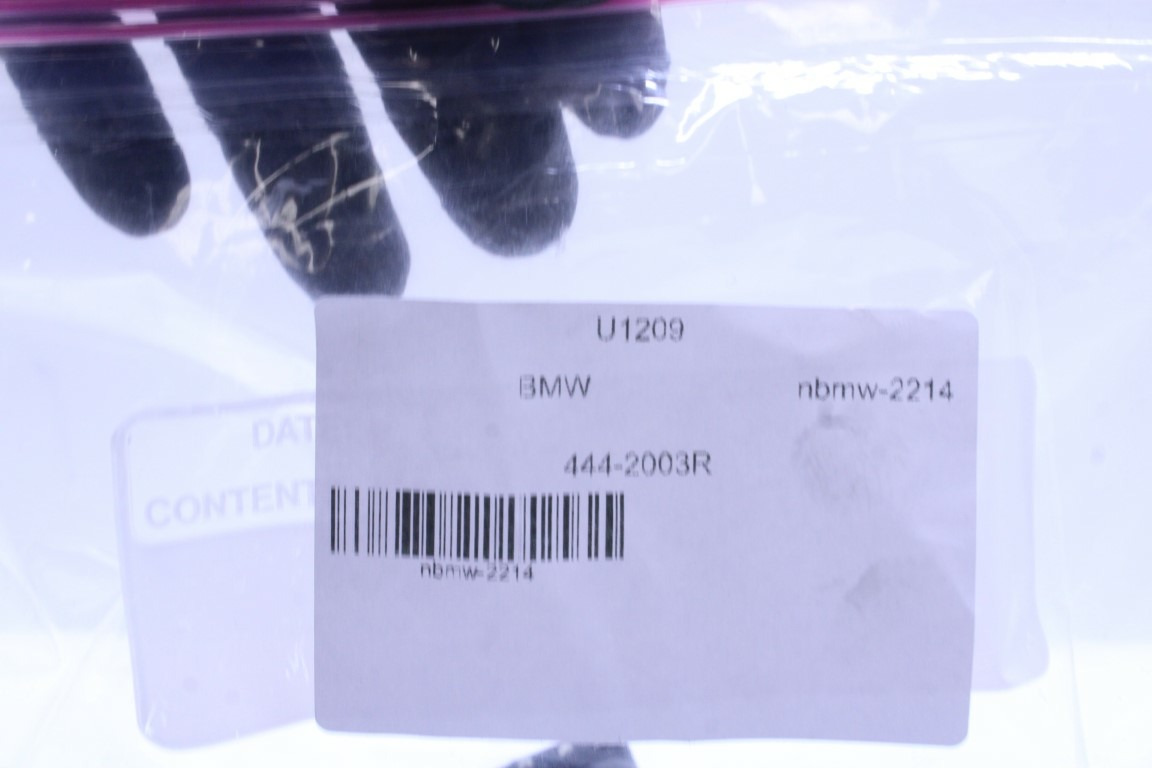 U1209
BMW nbmw-2214
444-2003R
nbmw-2214
DAT
CONTENT